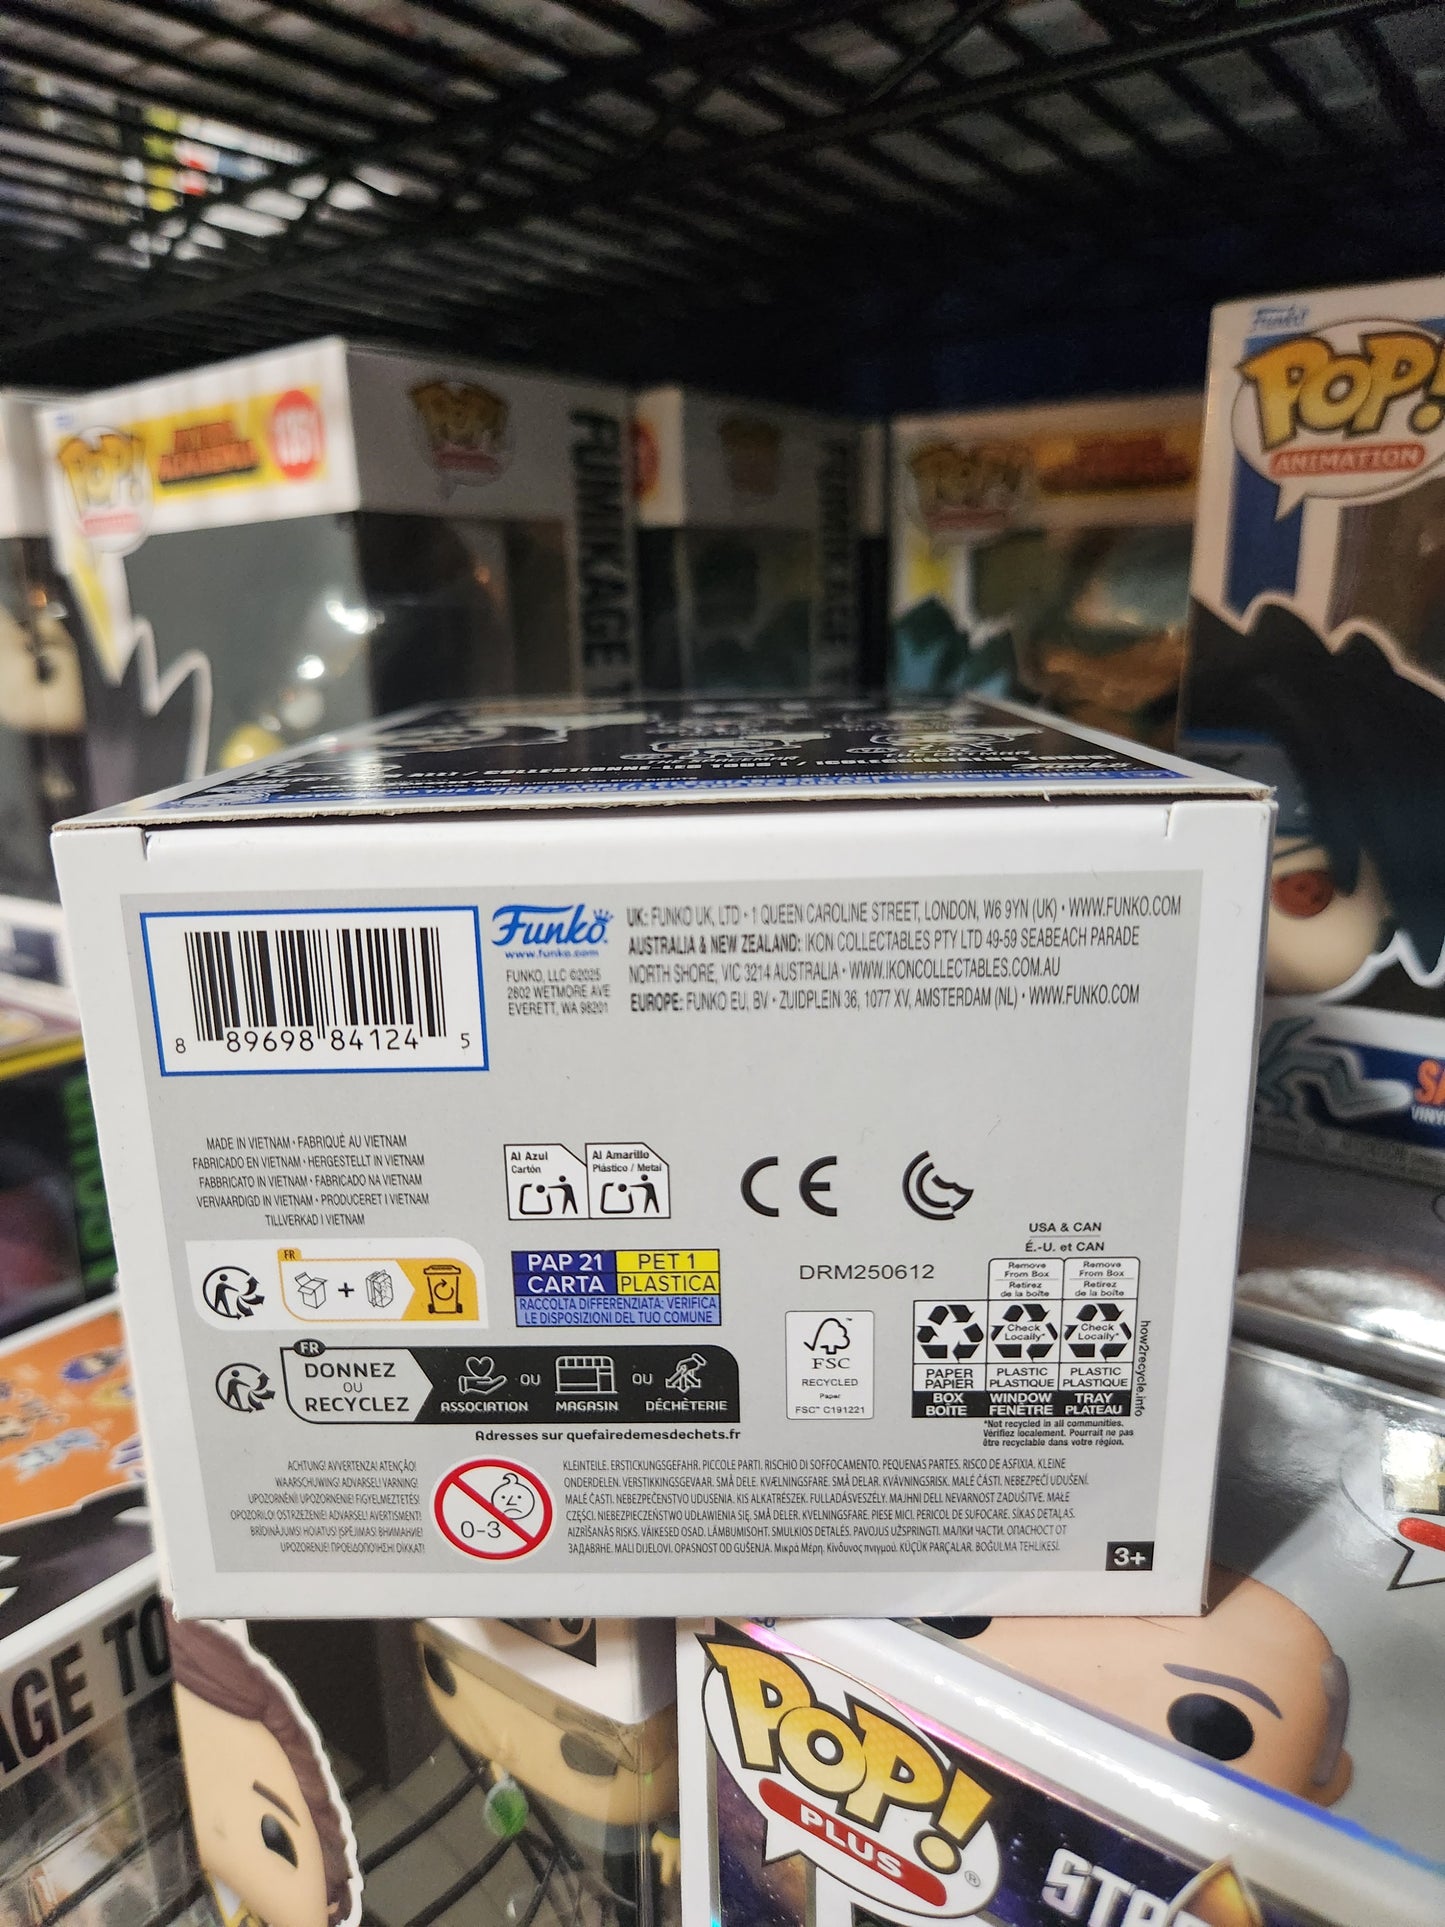 POP!
1361
POP!
FUNIKAGE
POP!
Funko
POP!
ANIMATION
VINYL
8 89698 84124 5
Funko
www.funko.com
FUNKO, LLC ©2025
2802 WETMORE AVE
EVERETT, WA 98201
UK: FUNKO UK, LTD • 1 QUEEN CAROLINE STREET, LONDON, W6 9YN (UK) • WWW.FUNKO.COM
AUSTRALIA & NEW ZEALAND: IKON COLLECTABLES PTY LTD 49-59 SEABEACH PARADE
NORTH SHORE, VIC 3214 AUSTRALIA • WWW.IKONCOLLECTABLES.COM.AU
EUROPE: FUNKO EU, BV • ZUIDPLEIN 36, 1077 XV, AMSTERDAM (NL) • WWW.FUNKO.COM
MADE IN VIETNAM • FABRIQUÉ AU VIETNAM
FABRICADO EN VIETNAM • HERGESTELLT IN VIETNAM
FABBRICATO IN VIETNAM • FABRICADO NA VIETNAM
VERVAARDIGD IN VIETNAM • PRODUCERET I VIETNAM
TILLVERKAD I VIETNAM
Al Azul
Cartón
Al Amarillo
Plástico / Metal
CE
FR
PAP 21
CARTA
PET 1
PLASTICA
RACCOLTA DIFFERENZIATA: VERIFICA
LE DISPOSIZIONI DEL TUO COMUNE
DRM250612
FSC
RECYCLED
Paper
FSC™ C191221
USA & CAN
É.-U. et CAN
Remove
From Box
Retirez
de la boîte
Remove
From Box
Retirez
de la boîte
Check
Locally*
Check
Locally*
PAPER
PAPIER
PLASTIC
PLASTIQUE
PLASTIC
PLASTIQUE
BOX
BOÎTE
WINDOW
FENÊTRE
TRAY
PLATEAU
how2recycle.info
*Not recycled in all communities.
Vérifiez localement. Pourrait ne pas
être recyclable dans votre région.
FR
DONNEZ
OU
RECYCLEZ
ASSOCIATION
OU
MAGASIN
OU
DÉCHÈTERIE
Adresses sur quefairedemesdechets.fr
ACHTUNG! AVVERTENZA! ATENÇÃO!
WAARSCHUWING! ADVARSEL! VARNING!
UPOZORNĚNÍ! UPOZORNENIE! FIGYELMEZTETÉS!
OPOZORILO! OSTRZEŻENIE! ADVARSEL! AVERTISMENT!
BRĪDINĀJUMS! HOIATUS! ĮSPĖJIMAS! ВНИМАНИЕ!
UPOZORENJE! ΠΡΟΕΙΔΟΠΟΙΗΣΗ! DİKKAT!
0-3
KLEINTEILE. ERSTICKUNGSGEFAHR. PICCOLE PARTI. RISCHIO DI SOFFOCAMENTO. PEQUENAS PARTES. RISCO DE ASFIXIA. KLEINE
ONDERDELEN. VERSTIKKINGSGEVAAR. SMÅ DELE. KVÆLNINGSFARE. SMÅ DELAR. KVÄVNINGSRISK. MALÉ ČÁSTI. NEBEZPEČÍ UDUŠENÍ.
MALÉ ČASTI. NEBEZPEČENSTVO UDUSENIA. KIS ALKATRÉSZEK. FULLADÁSVESZÉLY. MAJHNI DELI. NEVARNOST ZADUŠITVE. MAŁE
CZĘŚCI. NIEBEZPIECZEŃSTWO UDŁAWIENIA SIĘ. SMÅ DELER. KVELNINGSFARE. PIESE MICI. PERICOL DE SUFOCARE. SĪKAS DETAĻAS.
AIZRĪŠANĀS RISKS. VÄIKESED OSAD. LÄMBUMISOHT. SMULKIOS DETALĖS. PAVOJUS UŽSPRINGTI. МАЛКИ ЧАСТИ. ОПАСНОСТ ОТ
ЗАДАВЯНЕ. MALI DIJELOVI. OPASNOST OD GUŠENJA. Μικρά Μέρη. Κίνδυνος πνιγμού. KÜÇÜK PARÇALAR. BOĞULMA TEHLİKESİ.
3+
AGE TO
POP!
PLUS